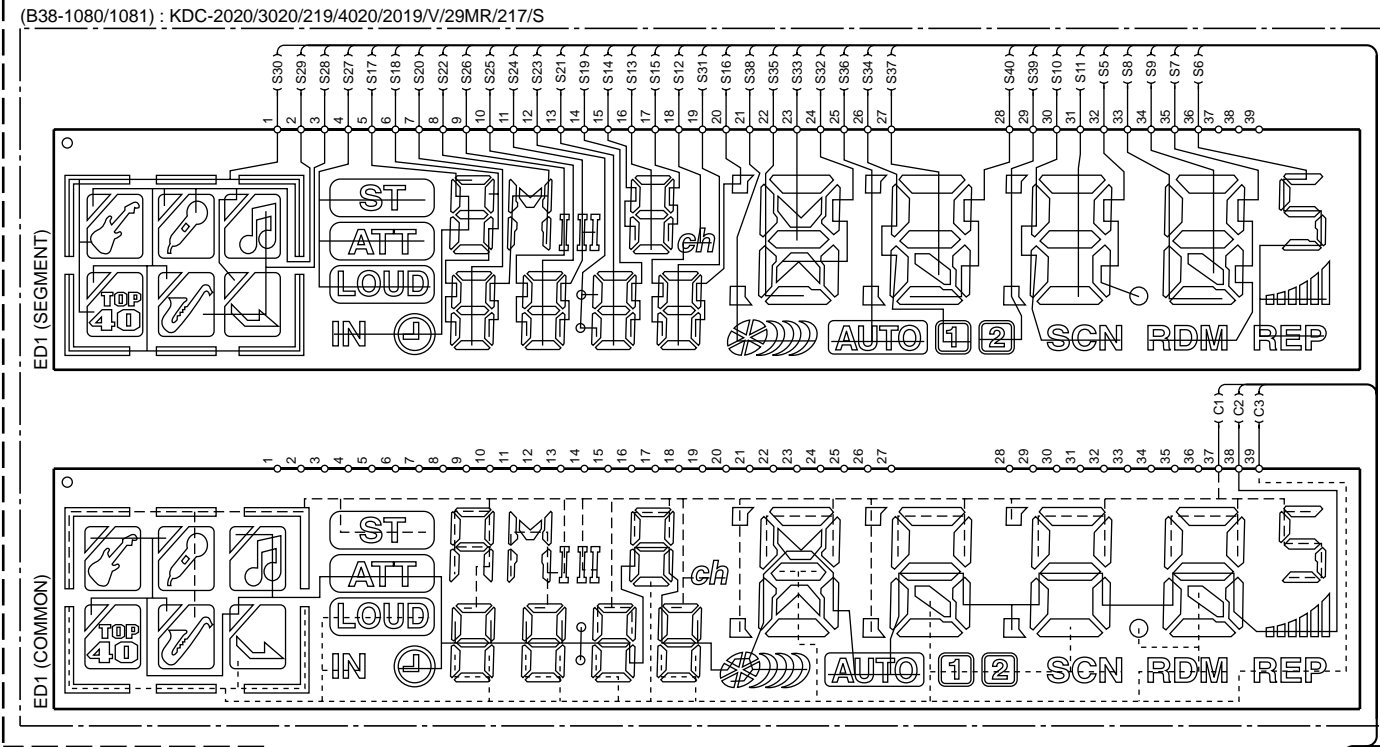 (B38-1080/1081) : KDC-2020/3020/219/4020/2019/V/29MR/217/S
S30 S29 S28 S27 S17 S18 S20 S22 S26 S25 S24 S23 S21 S19 S14 S13 S15 S12 S31 S16 S38 S35 S33 S32 S36 S34 S37 S40 S39 S10 S11 S5 S8 S9 S7 S6
1 2 3 4 5 6 7 8 9 10 11 12 13 14 15 16 17 18 19 20 21 22 23 24 25 26 27 28 29 30 31 32 33 34 35 36 37 38 39
ED1 (SEGMENT)
ST
ATT
ch
TOP 40
LOUD
IN
AUTO 1 2 SCN RDM REP
C1 C2 C3
1 2 3 4 5 6 7 8 9 10 11 12 13 14 15 16 17 18 19 20 21 22 23 24 25 26 27 28 29 30 31 32 33 34 35 36 37 38 39
ED1 (COMMON)
ST
ATT
ch
TOP 40
LOUD
IN
AUTO 1 2 SCN RDM REP